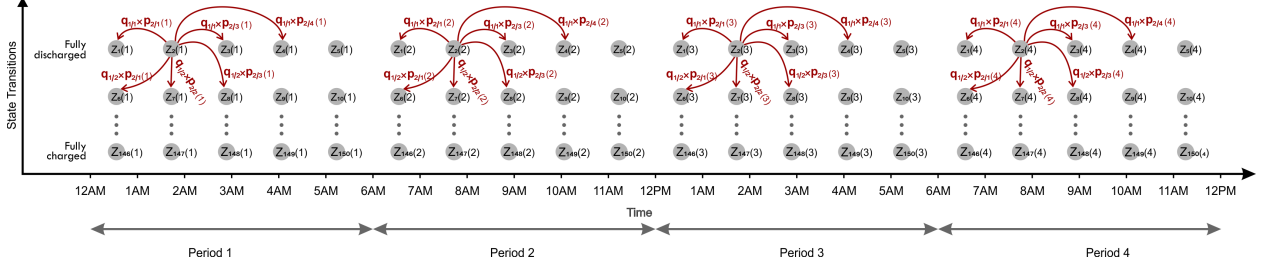 State Transitions
q1/1×p2/1(1) q1/1×p2/3(1) q1/1×p2/4(1) q1/1×p2/1(2) q1/1×p2/3(2) q1/1×p2/4(2) q1/1×p2/1(3) q1/1×p2/3(3) q1/1×p2/4(3) q1/1×p2/1(4) q1/1×p2/3(4) q1/1×p2/4(4)
Fully
discharged
Z1(1) Z2(1) Z3(1) Z4(1) Z5(1) Z1(2) Z2(2) Z3(2) Z4(2) Z5(2) Z1(3) Z2(3) Z3(3) Z4(3) Z5(3) Z1(4) Z2(4) Z3(4) Z4(4) Z5(4)
q1/2×p2/1(1) q1/2×p2/2(1) q1/2×p2/3(1) q1/2×p2/1(2) q1/2×p2/2(2) q1/2×p2/3(2) q1/2×p2/1(3) q1/2×p2/2(3) q1/2×p2/3(3) q1/2×p2/1(4) q1/2×p2/2(4) q1/2×p2/3(4)
Z6(1) Z7(1) Z8(1) Z9(1) Z10(1) Z6(2) Z7(2) Z8(2) Z9(2) Z10(2) Z6(3) Z7(3) Z8(3) Z9(3) Z10(3) Z6(4) Z7(4) Z8(4) Z9(4) Z10(4)
Fully
charged
Z146(1) Z147(1) Z148(1) Z149(1) Z150(1) Z146(2) Z147(2) Z148(2) Z149(2) Z150(2) Z146(3) Z147(3) Z148(3) Z149(3) Z150(3) Z146(4) Z147(4) Z148(4) Z149(4) Z150(4)
12AM 1AM 2AM 3AM 4AM 5AM 6AM 7AM 8AM 9AM 10AM 11AM 12PM 1AM 2AM 3AM 4AM 5AM 6AM 7AM 8AM 9AM 10AM 11AM 12PM
Time
Period 1 Period 2 Period 3 Period 4